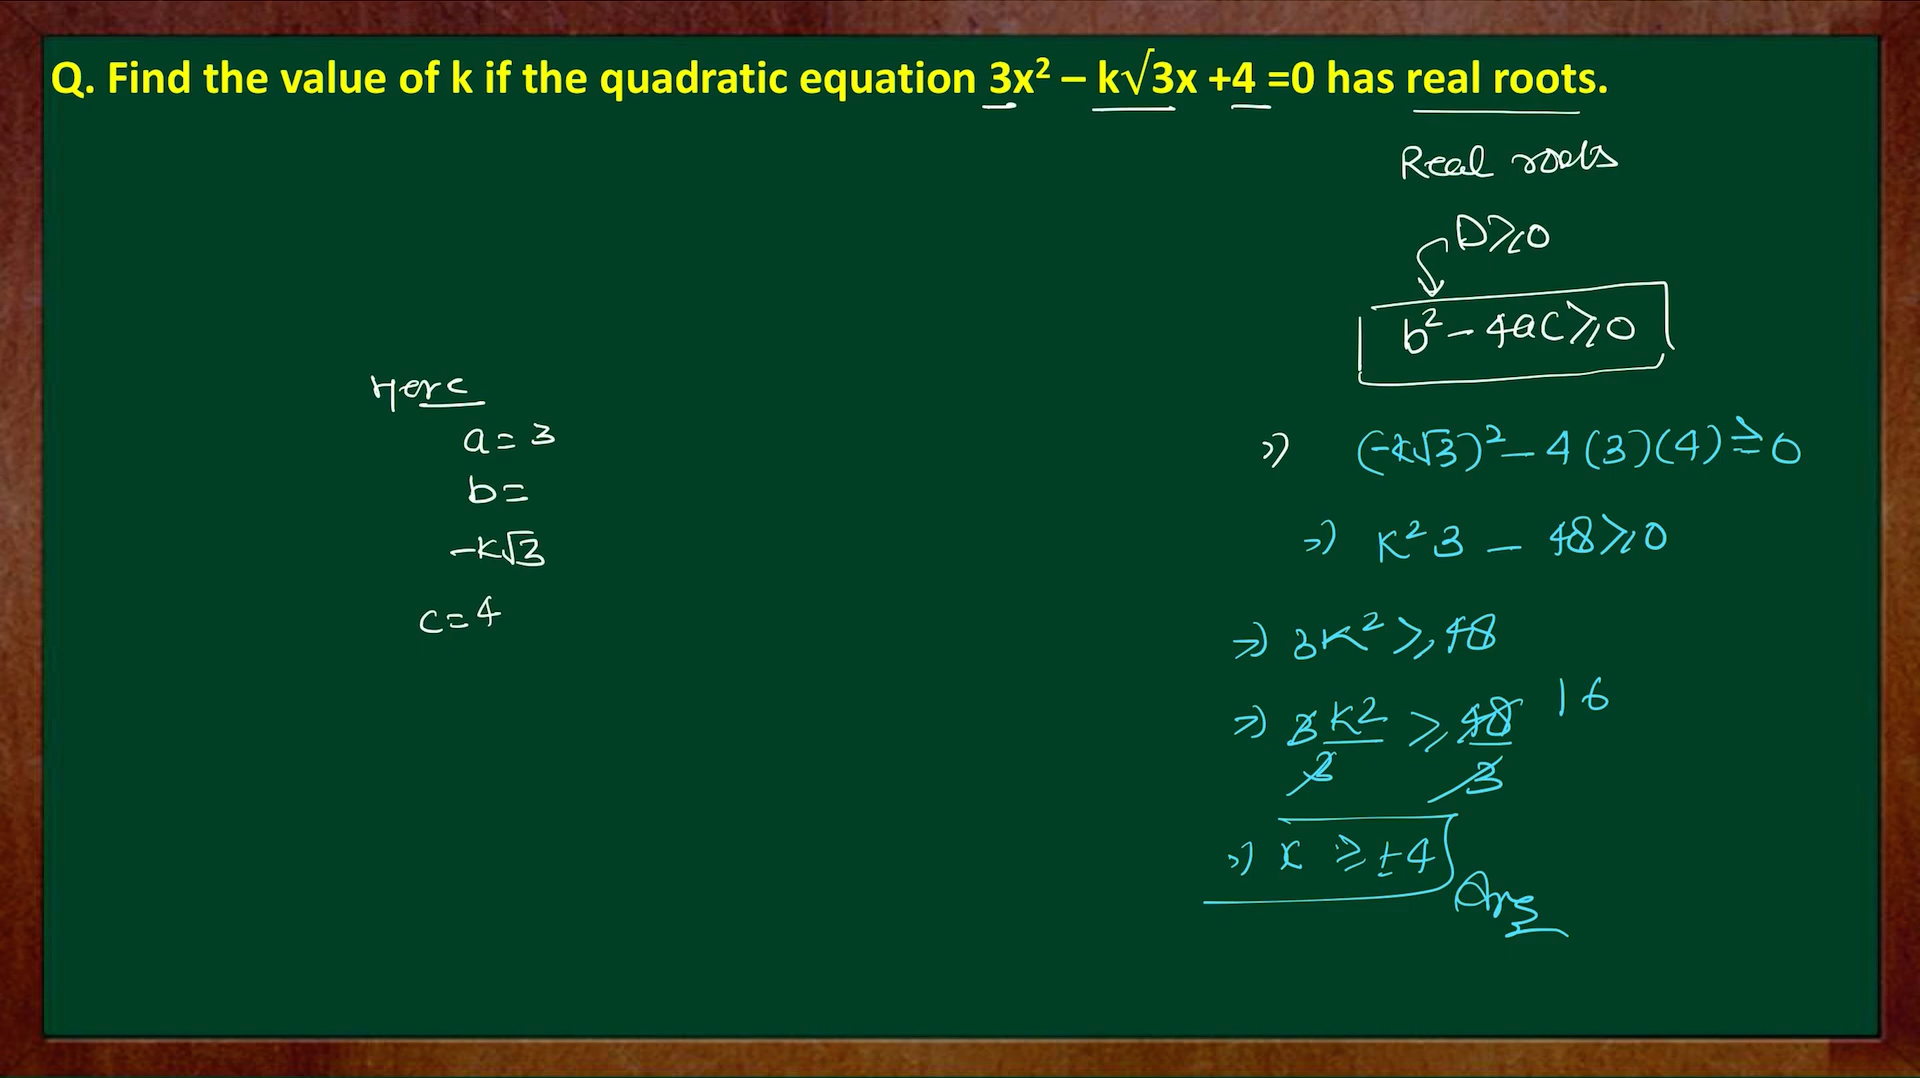 Q. Find the value of k if the quadratic equation 3x² – k√3x +4 =0 has real roots.
Real roots
D⩾0
b² – 4ac⩾0
Here
a = 3
b =
-k√3
c = 4
⇒ (-k√3)² – 4(3)(4) ⩾ 0
⇒ K²3 – 48⩾0
⇒ 3K² ⩾ 48
⇒ 3K2 ⩾ 48 16
3 3
⇒ K ⩾ ±4
Ans